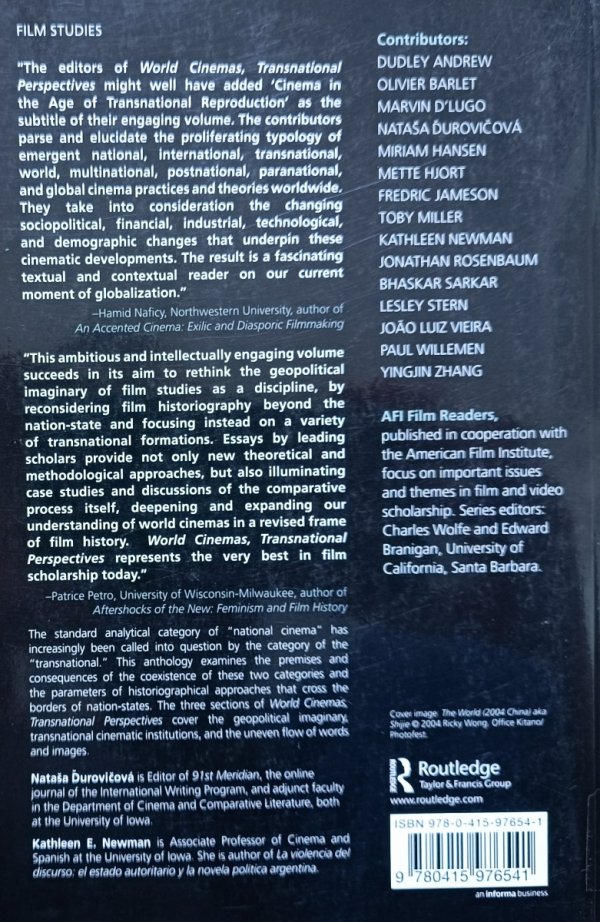 FILM STUDIES
"The editors of World Cinemas, Transnational
Perspectives might well have added 'Cinema in
the Age of Transnational Reproduction' as the
subtitle of their engaging volume. The contributors
parse and elucidate the proliferating typology of
emergent national, international, transnational,
world, multinational, postnational, paranational,
and global cinema practices and theories worldwide.
They take into consideration the changing
sociopolitical, financial, industrial, technological,
and demographic changes that underpin these
cinematic developments. The result is a fascinating
textual and contextual reader on our current
moment of globalization."
–Hamid Naficy, Northwestern University, author of
An Accented Cinema: Exilic and Diasporic Filmmaking
"This ambitious and intellectually engaging volume
succeeds in its aim to rethink the geopolitical
imaginary of film studies as a discipline, by
reconsidering film historiography beyond the
nation-state and focusing instead on a variety
of transnational formations. Essays by leading
scholars provide not only new theoretical and
methodological approaches, but also illuminating
case studies and discussions of the comparative
process itself, deepening and expanding our
understanding of world cinemas in a revised frame
of film history. World Cinemas, Transnational
Perspectives represents the very best in film
scholarship today."
–Patrice Petro, University of Wisconsin-Milwaukee, author of
Aftershocks of the New: Feminism and Film History
The standard analytical category of "national cinema" has
increasingly been called into question by the category of the
"transnational." This anthology examines the premises and
consequences of the coexistence of these two categories and
the parameters of historiographical approaches that cross the
borders of nation-states. The three sections of World Cinemas,
Transnational Perspectives cover the geopolitical imaginary,
transnational cinematic institutions, and the uneven flow of words
and images.
Nataša Ďurovičová is Editor of 91st Meridian, the online
journal of the International Writing Program, and adjunct faculty
in the Department of Cinema and Comparative Literature, both
at the University of Iowa.
Kathleen E. Newman is Associate Professor of Cinema and
Spanish at the University of Iowa. She is author of La violencia del
discurso: el estado autoritario y la novela política argentina.
Contributors:
DUDLEY ANDREW
OLIVIER BARLET
MARVIN D'LUGO
NATAŠA ĎUROVIČOVÁ
MIRIAM HANSEN
METTE HJORT
FREDRIC JAMESON
TOBY MILLER
KATHLEEN NEWMAN
JONATHAN ROSENBAUM
BHASKAR SARKAR
LESLEY STERN
JOÃO LUIZ VIEIRA
PAUL WILLEMEN
YINGJIN ZHANG
AFI Film Readers,
published in cooperation with
the American Film Institute,
focus on important issues
and themes in film and video
scholarship. Series editors:
Charles Wolfe and Edward
Branigan, University of
California, Santa Barbara.
Cover image: The World (2004 China) aka
Shijie © 2004 Ricky Wong. Office Kitano/
Photofest.
ROUTLEDGE
Routledge
Taylor & Francis Group
www.routledge.com
ISBN 978-0-415-97654-1
9 780415 976541
an informa business